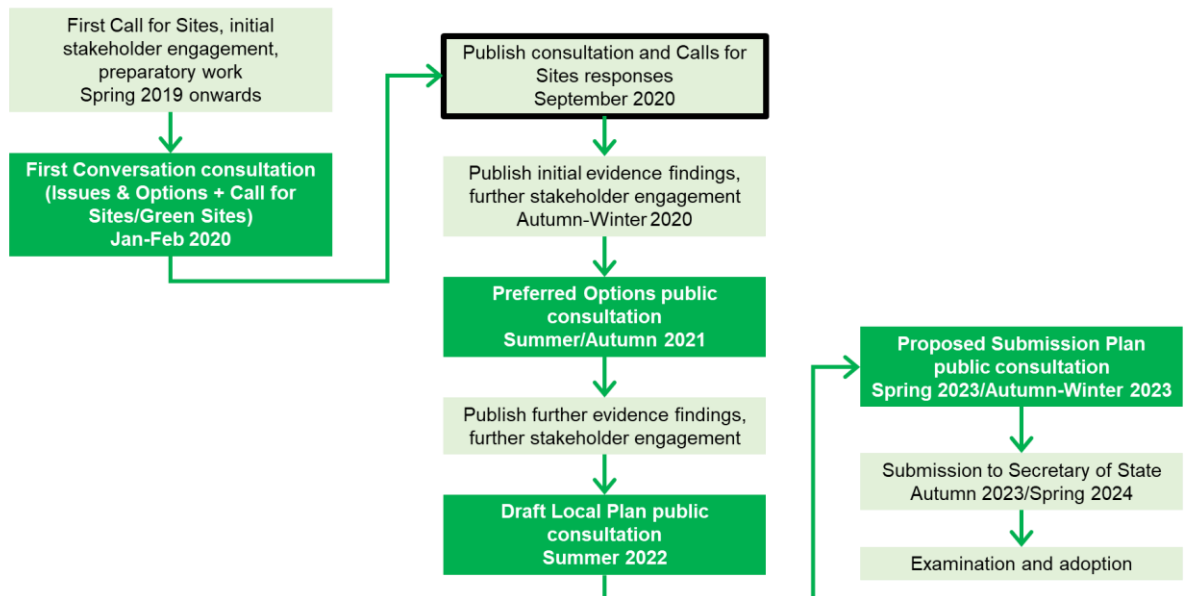 First Call for Sites, initial
stakeholder engagement,
preparatory work
Spring 2019 onwards
First Conversation consultation
(Issues & Options + Call for
Sites/Green Sites)
Jan-Feb 2020
Publish consultation and Calls for
Sites responses
September 2020
Publish initial evidence findings,
further stakeholder engagement
Autumn-Winter 2020
Preferred Options public
consultation
Summer/Autumn 2021
Publish further evidence findings,
further stakeholder engagement
Draft Local Plan public
consultation
Summer 2022
Proposed Submission Plan
public consultation
Spring 2023/Autumn-Winter 2023
Submission to Secretary of State
Autumn 2023/Spring 2024
Examination and adoption